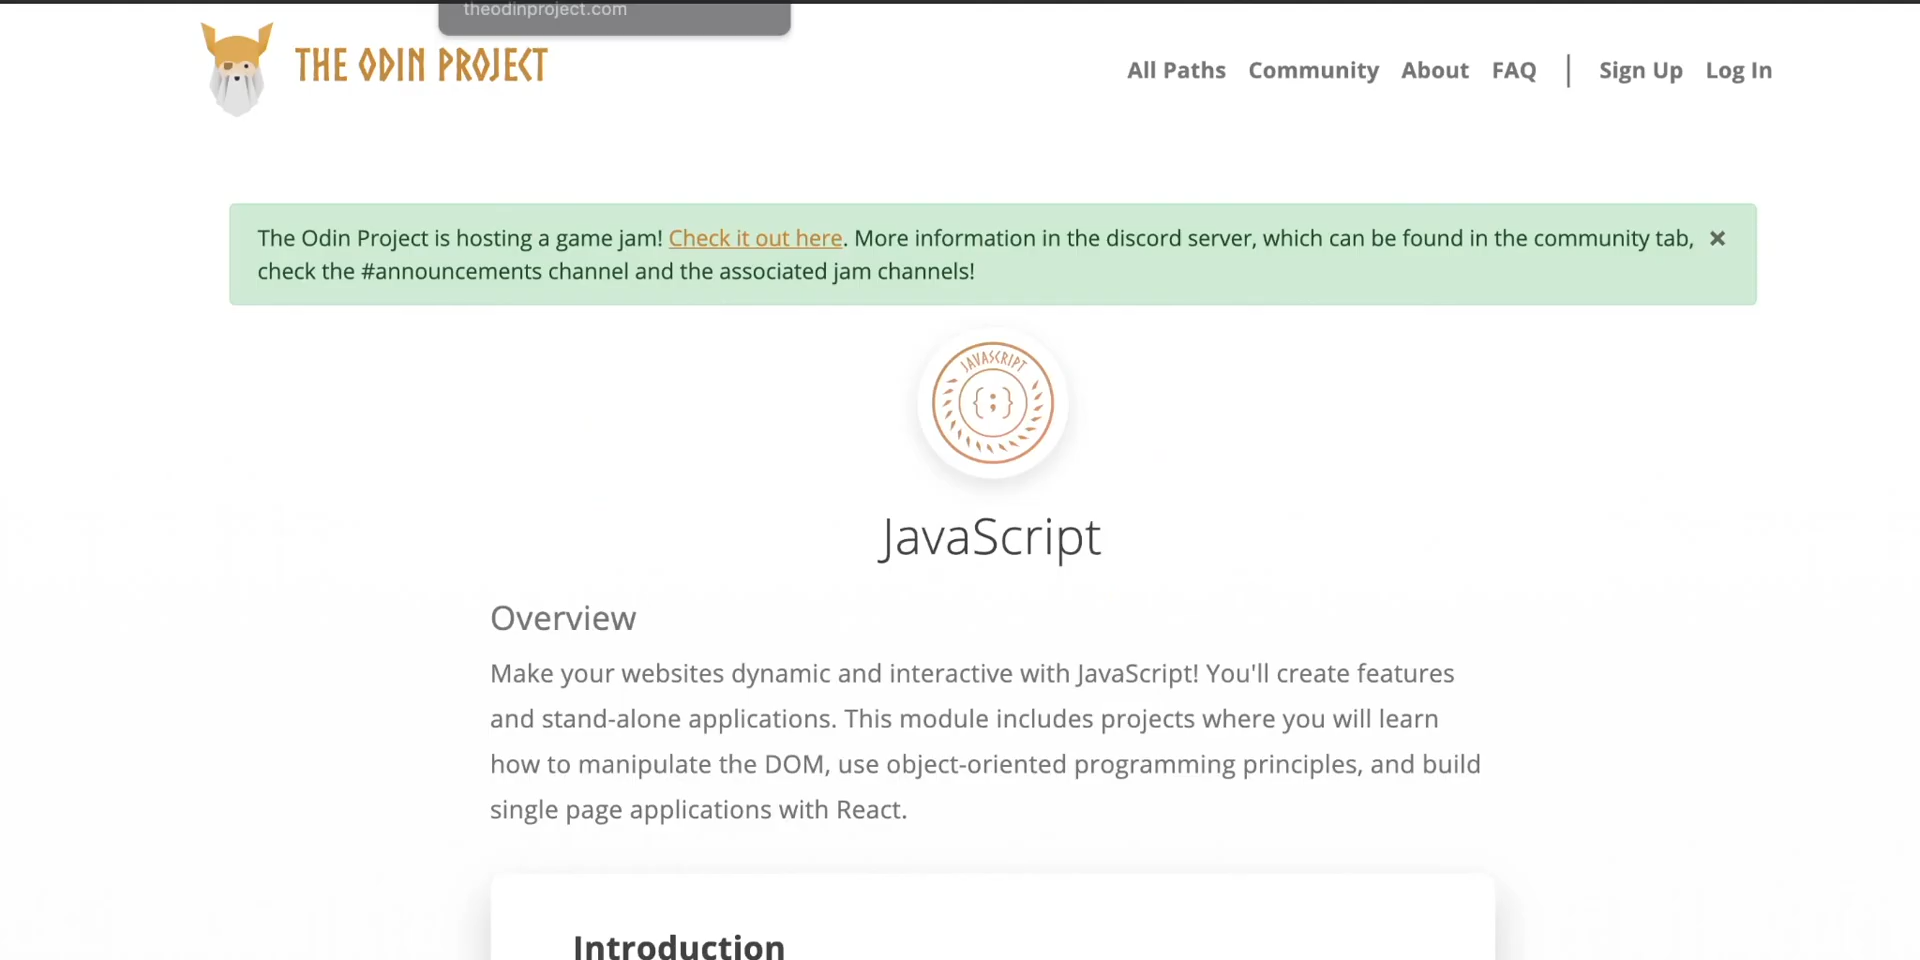 theodinproject.com
THE ODIN PROJECT
All Paths Community About FAQ | Sign Up Log In
The Odin Project is hosting a game jam! Check it out here. More information in the discord server, which can be found in the community tab, ×
check the #announcements channel and the associated jam channels!
JAVASCRIPT
{;}
JavaScript
Overview
Make your websites dynamic and interactive with JavaScript! You'll create features
and stand-alone applications. This module includes projects where you will learn
how to manipulate the DOM, use object-oriented programming principles, and build
single page applications with React.
Introduction